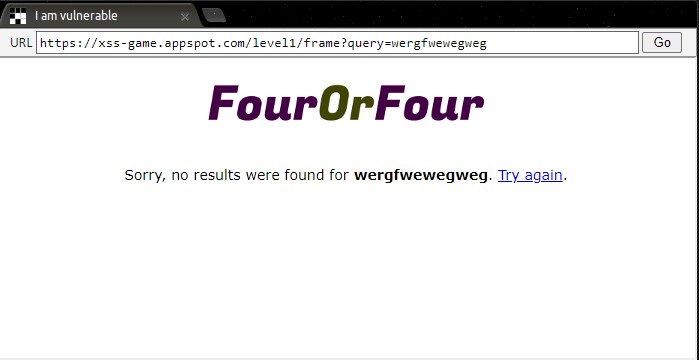 I am vulnerable
URL https://xss-game.appspot.com/level1/frame?query=wergfwewegweg Go
FourOrFour
Sorry, no results were found for wergfwewegweg. Try again.